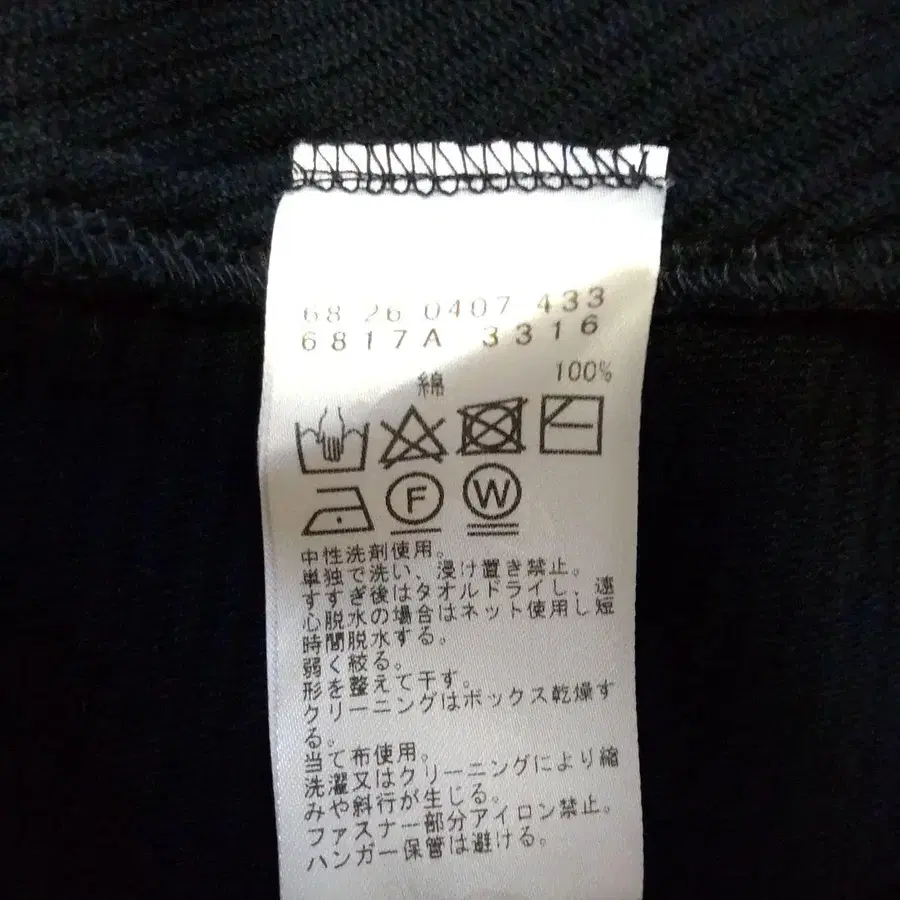 68 26 0407 433
6817A 3316
綿 100%
F W
中性洗剤使用。
単独で洗い、浸け置き禁止。
すすぎ後はタオルドライし、遠
心脱水の場合はネット使用し短
時間脱水する。
弱く絞る。
形を整えて干す。
クリーニングはボックス乾燥す
る。
当て布使用。
洗濯又はクリーニングにより縮
みや斜行が生じる。
ファスナー部分アイロン禁止。
ハンガー保管は避ける。